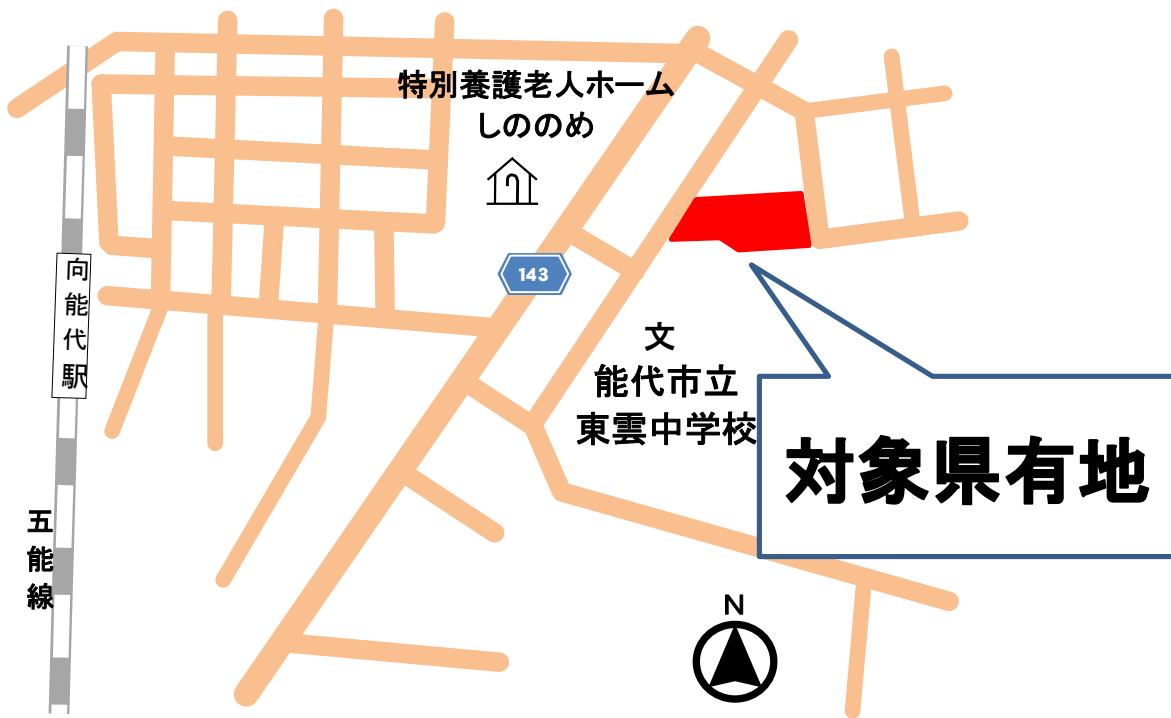 特別養護老人ホーム
しののめ
143
向能代駅
文
能代市立
東雲中学校
対象県有地
五能線
N